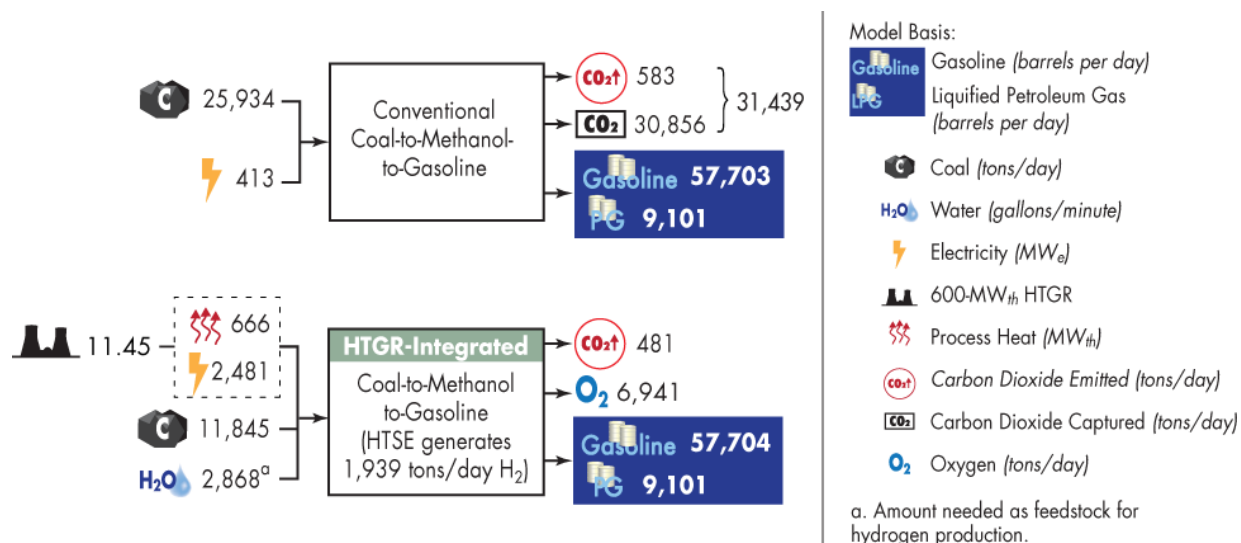 C 25,934
413
Conventional
Coal-to-Methanol-
to-Gasoline
CO₂↑ 583
CO₂ 30,856
31,439
Gasoline 57,703
PG 9,101
11.45
666
2,481
C 11,845
H₂O 2,868ᵃ
HTGR-Integrated
Coal-to-Methanol
to-Gasoline
(HTSE generates
1,939 tons/day H₂)
CO₂↑ 481
O₂ 6,941
Gasoline 57,704
PG 9,101
Model Basis:
Gasoline Gasoline (barrels per day)
LPG Liquified Petroleum Gas
(barrels per day)
C Coal (tons/day)
H₂O Water (gallons/minute)
Electricity (MWₑ)
600-MWₜₕ HTGR
Process Heat (MWₜₕ)
CO₂↑ Carbon Dioxide Emitted (tons/day)
CO₂ Carbon Dioxide Captured (tons/day)
O₂ Oxygen (tons/day)
a. Amount needed as feedstock for
hydrogen production.